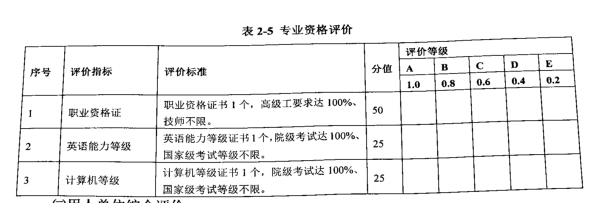 表 2-5 专业资格评价
序号 评价指标 评价标准 分值 评价等级
A B C D E
1.0 0.8 0.6 0.4 0.2
1 职业资格证 职业资格证书 1 个，高级工要求达 100%、
技师不限。 50
2 英语能力等级 英语能力等级证书 1 个，院级考试达 100%、
国家级考试等级不限。 25
3 计算机等级 计算机等级证书 1 个，院级考试达 100%、
国家级考试等级不限。 25